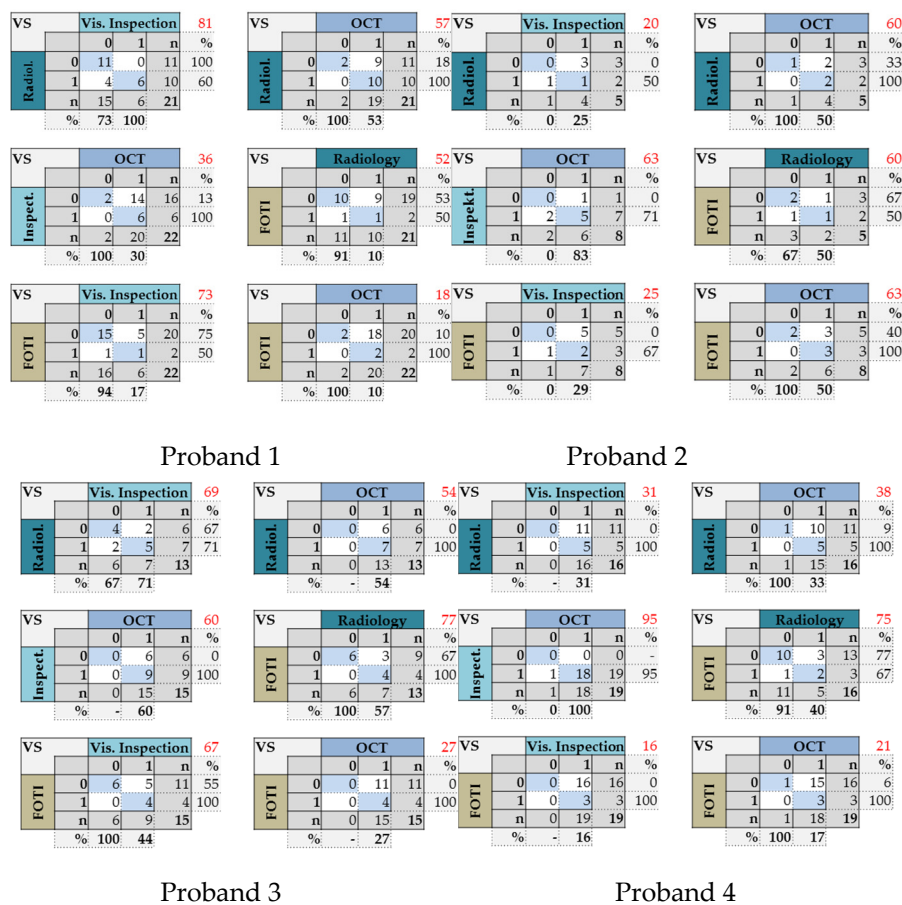 VS Vis. Inspection 81
0 1 n %
Radiol. 0 11 0 11 100
1 4 6 10 60
n 15 6 21
% 73 100
VS OCT 57
0 1 n %
Radiol. 0 2 9 11 18
1 0 10 10 100
n 2 19 21
% 100 53
VS Vis. Inspection 20
0 1 n %
Radiol. 0 0 3 3 0
1 1 1 2 50
n 1 4 5
% 0 25
VS OCT 60
0 1 n %
Radiol. 0 1 2 3 33
1 0 2 2 100
n 1 4 5
% 100 50
VS OCT 36
0 1 n %
Inspect. 0 2 14 16 13
1 0 6 6 100
n 2 20 22
% 100 30
VS Radiology 52
0 1 n %
FOTI 0 10 9 19 53
1 1 1 2 50
n 11 10 21
% 91 10
VS OCT 63
0 1 n %
Inspekt. 0 0 1 1 0
1 2 5 7 71
n 2 6 8
% 0 83
VS Radiology 60
0 1 n %
FOTI 0 2 1 3 67
1 1 1 2 50
n 3 2 5
% 67 50
VS Vis. Inspection 73
0 1 n %
FOTI 0 15 5 20 75
1 1 1 2 50
n 16 6 22
% 94 17
VS OCT 18
0 1 n %
FOTI 0 2 18 20 10
1 0 2 2 100
n 2 20 22
% 100 10
VS Vis. Inspection 25
0 1 n %
FOTI 0 0 5 5 0
1 1 2 3 67
n 1 7 8
% 0 29
VS OCT 63
0 1 n %
FOTI 0 2 3 5 40
1 0 3 3 100
n 2 6 8
% 100 50
Proband 1
Proband 2
VS Vis. Inspection 69
0 1 n %
Radiol. 0 4 2 6 67
1 2 5 7 71
n 6 7 13
% 67 71
VS OCT 54
0 1 n %
Radiol. 0 0 6 6 0
1 0 7 7 100
n 0 13 13
% - 54
VS Vis. Inspection 31
0 1 n %
Radiol. 0 0 11 11 0
1 0 5 5 100
n 0 16 16
% - 31
VS OCT 38
0 1 n %
Radiol. 0 1 10 11 9
1 0 5 5 100
n 1 15 16
% 100 33
VS OCT 60
0 1 n %
Inspect. 0 0 6 6 0
1 0 9 9 100
n 0 15 15
% - 60
VS Radiology 77
0 1 n %
FOTI 0 6 3 9 67
1 0 4 4 100
n 6 7 13
% 100 57
VS OCT 95
0 1 n %
Inspect. 0 0 0 0 -
1 1 18 19 95
n 1 18 19
% 0 100
VS Radiology 75
0 1 n %
FOTI 0 10 3 13 77
1 1 2 3 67
n 11 5 16
% 91 40
VS Vis. Inspection 67
0 1 n %
FOTI 0 6 5 11 55
1 0 4 4 100
n 6 9 15
% 100 44
VS OCT 27
0 1 n %
FOTI 0 0 11 11 0
1 0 4 4 100
n 0 15 15
% - 27
VS Vis. Inspection 16
0 1 n %
FOTI 0 0 16 16 0
1 0 3 3 100
n 0 19 19
% - 16
VS OCT 21
0 1 n %
FOTI 0 1 15 16 6
1 0 3 3 100
n 1 18 19
% 100 17
Proband 3
Proband 4